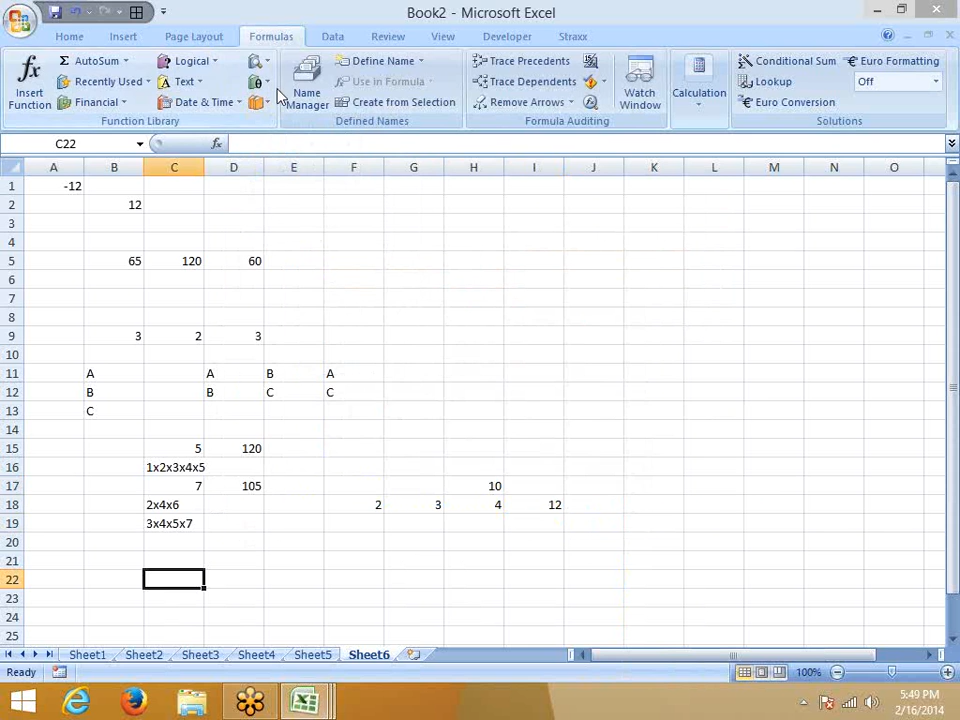 Book2 - Microsoft Excel
Home Insert Page Layout Formulas Data Review View Developer Straxx
AutoSum Logical Define Name Trace Precedents Conditional Sum Euro Formatting
Recently Used Text Use in Formula Trace Dependents Lookup Off
Financial Date & Time Create from Selection Remove Arrows Euro Conversion
Insert Function
Name Manager
Watch Window
Calculation
Function Library Defined Names Formula Auditing Solutions
C22 fx
A B C D E F G H I J K L M N O
1 -12
2 12
3
4
5 65 120 60
6
7
8
9 3 2 3
10
11 A A B A
12 B B C C
13 C
14
15 5 120
16 1x2x3x4x5
17 7 105 10
18 2x4x6 2 3 4 12
19 3x4x5x7
20
21
22
23
24
25
Sheet1 Sheet2 Sheet3 Sheet4 Sheet5 Sheet6
Ready 100%
5:49 PM
2/16/2014